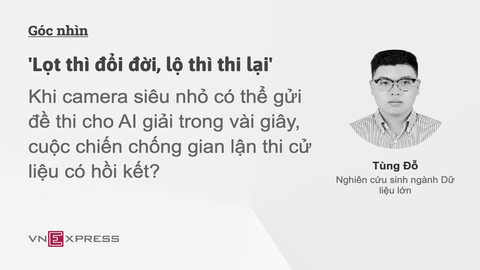 Góc nhìn
'Lọt thì đổi đời, lộ thì thi lại'
Khi camera siêu nhỏ có thể gửi
đề thi cho AI giải trong vài giây,
cuộc chiến chống gian lận thi cử
liệu có hồi kết?
Tùng Đỗ
Nghiên cứu sinh ngành Dữ
liệu lớn
VNEXPRESS